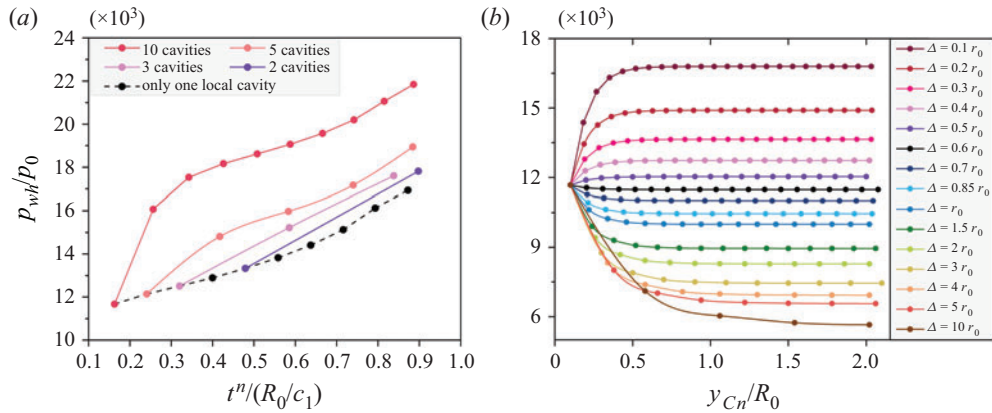 (a)
(×10³)
24
22
20
18
16
14
12
10
p_wh/p_0
10 cavities
5 cavities
3 cavities
2 cavities
only one local cavity
0.1 0.2 0.3 0.4 0.5 0.6 0.7 0.8 0.9 1.0
t^n/(R_0/c_1)
(b)
(×10³)
18
15
12
9
6
0 0.5 1.0 1.5 2.0
y_Cn/R_0
Δ = 0.1 r_0
Δ = 0.2 r_0
Δ = 0.3 r_0
Δ = 0.4 r_0
Δ = 0.5 r_0
Δ = 0.6 r_0
Δ = 0.7 r_0
Δ = 0.85 r_0
Δ = r_0
Δ = 1.5 r_0
Δ = 2 r_0
Δ = 3 r_0
Δ = 4 r_0
Δ = 5 r_0
Δ = 10 r_0